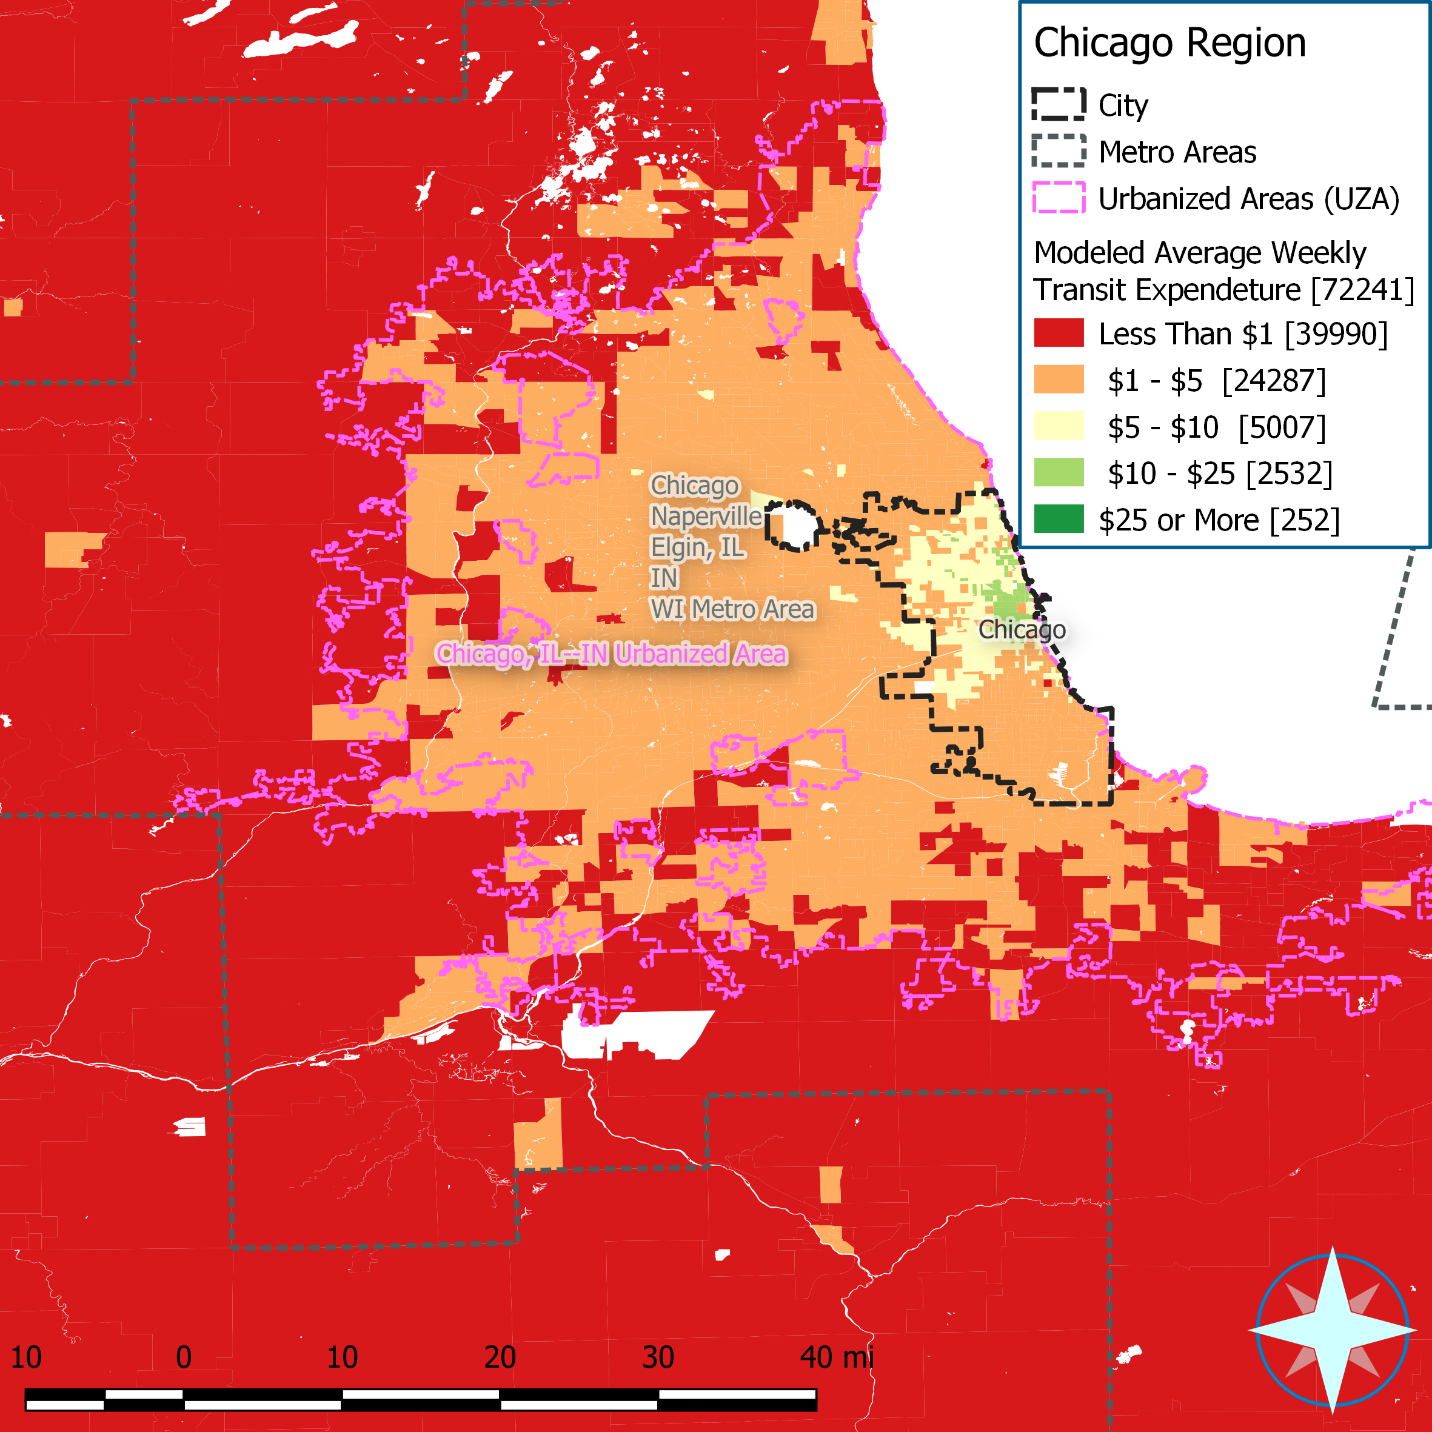 Chicago Region
City
Metro Areas
Urbanized Areas (UZA)
Modeled Average Weekly
Transit Expendeture [72241]
Less Than $1 [39990]
$1 - $5 [24287]
$5 - $10 [5007]
$10 - $25 [2532]
$25 or More [252]
Chicago
Naperville
Elgin, IL
IN
WI Metro Area
Chicago
Chicago, IL--IN Urbanized Area
10 0 10 20 30 40 mi